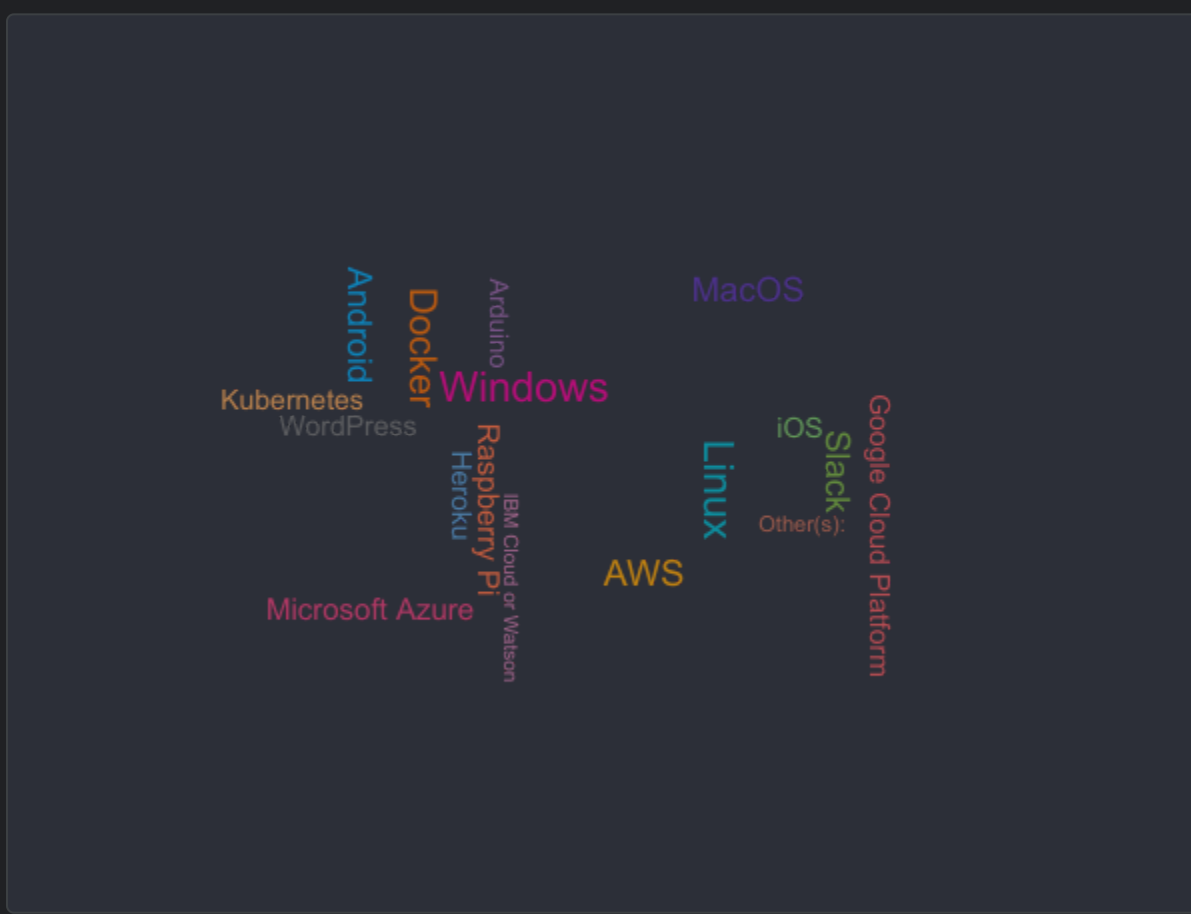 Android
Docker
Arduino
MacOS
Windows
Kubernetes
WordPress
iOS
Slack
Google Cloud Platform
Raspberry Pi
Heroku
Linux
IBM Cloud or Watson
Other(s):
AWS
Microsoft Azure